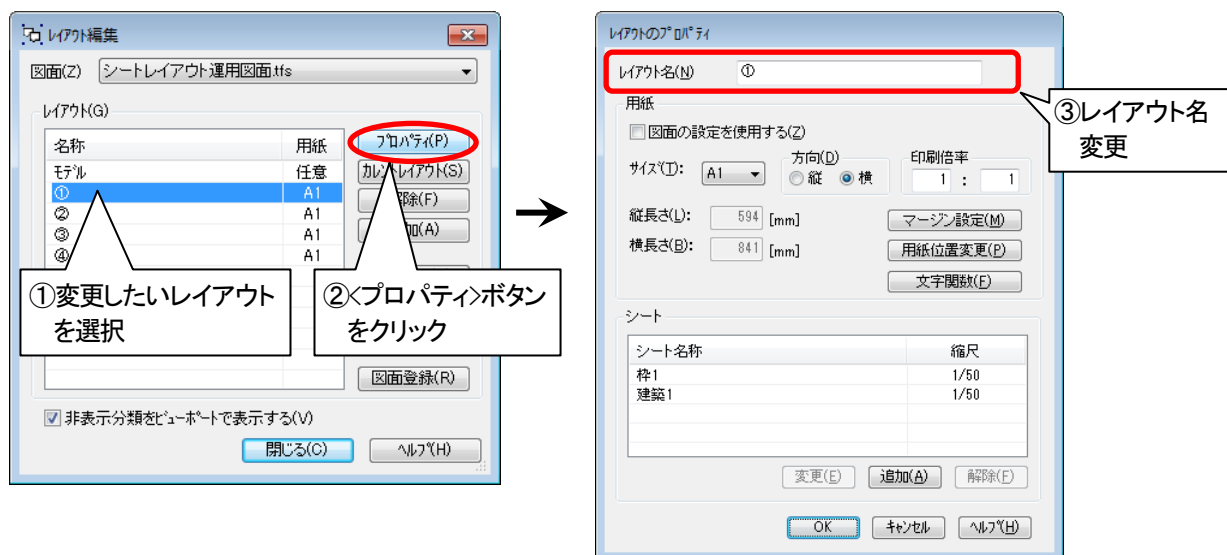 レイアウト編集
図面(Z) シートレイアウト運用図面.tfs
レイアウト(G)
名称 用紙
モデル 任意
① A1
② A1
③ A1
④ A1
プロパティ(P)
カレントレイアウト(S)
除(F)
加(A)
図面登録(R)
①変更したいレイアウト
を選択
②<プロパティ>ボタン
をクリック
非表示分類をビューポートで表示する(V)
閉じる(C) ヘルプ(H)
レイアウトのプロパティ
レイアウト名(N) ①
③レイアウト名
変更
用紙
図面の設定を使用する(Z)
サイズ(T): A1 方向(D) 縦 横 印刷倍率 1 : 1
縦長さ(L): 594 [mm] マージン設定(M)
横長さ(B): 841 [mm] 用紙位置変更(P)
文字関数(F)
シート
シート名称 縮尺
枠1 1/50
建築1 1/50
変更(E) 追加(A) 解除(F)
OK キャンセル ヘルプ(H)